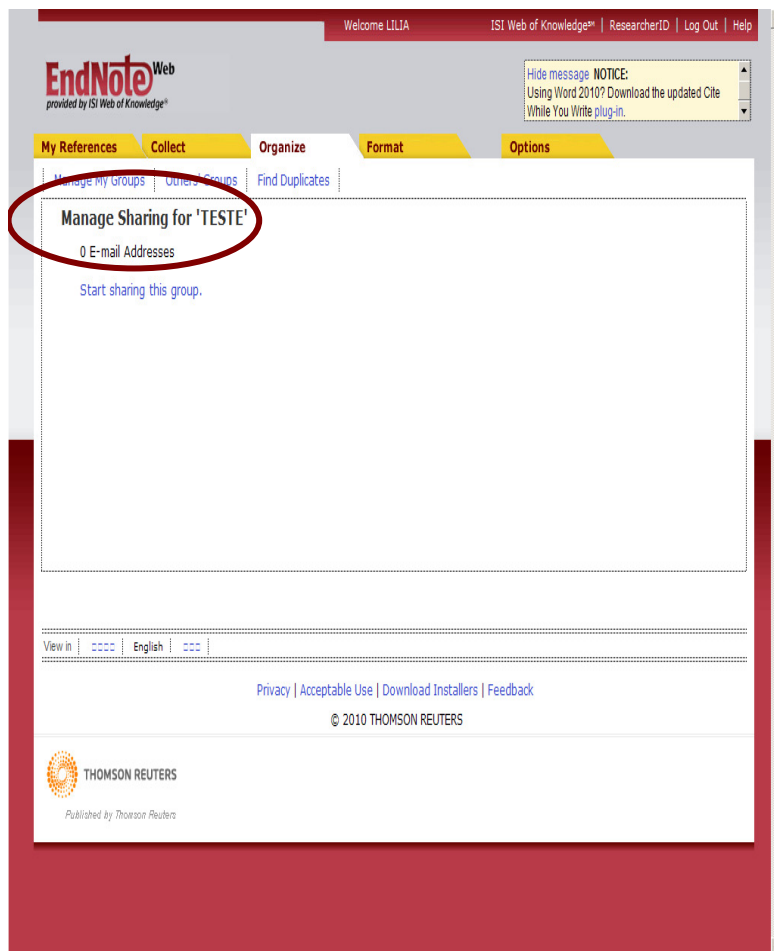 Welcome LILIA ISI Web of Knowledge℠ | ResearcherID | Log Out | Help
EndNote Web
provided by ISI Web of Knowledge℠
Hide message NOTICE:
Using Word 2010? Download the updated Cite
While You Write plug-in.
My References Collect Organize Format Options
Manage My Groups Others' Groups Find Duplicates
Manage Sharing for 'TESTE'
0 E-mail Addresses
Start sharing this group.
View in English
Privacy | Acceptable Use | Download Installers | Feedback
© 2010 THOMSON REUTERS
THOMSON REUTERS
Published by Thomson Reuters